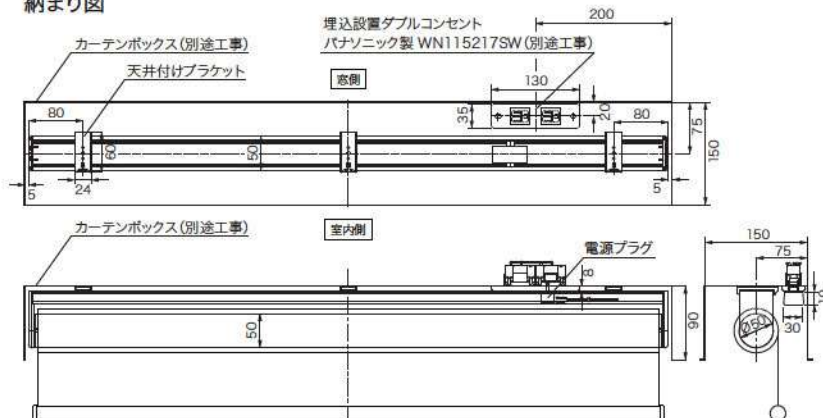 納まり図
カーテンボックス(別途工事)
天井付けブラケット
埋込設置ダブルコンセント
パナソニック製 WN115217SW(別途工事)
200
窓側
130
80
35
20
80
75
150
60
50
5
24
5
カーテンボックス(別途工事)
室内側
電源プラグ
150
75
8
50
90
Ø50
30
10